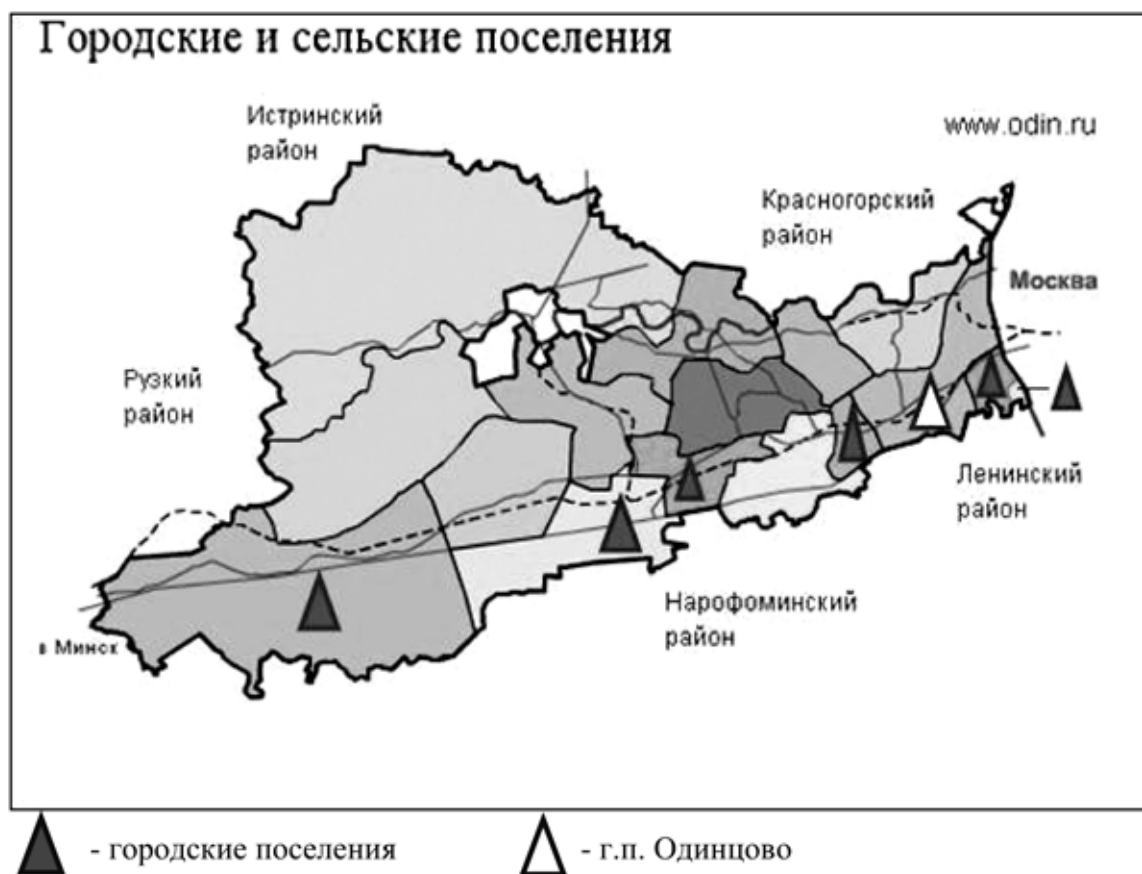 Городские и сельские поселения
Истринский
район
www.odin.ru
Красногорский
район
Москва
Рузкий
район
Ленинский
район
Нарофоминский
район
в Минск
- городские поселения
- г.п. Одинцово